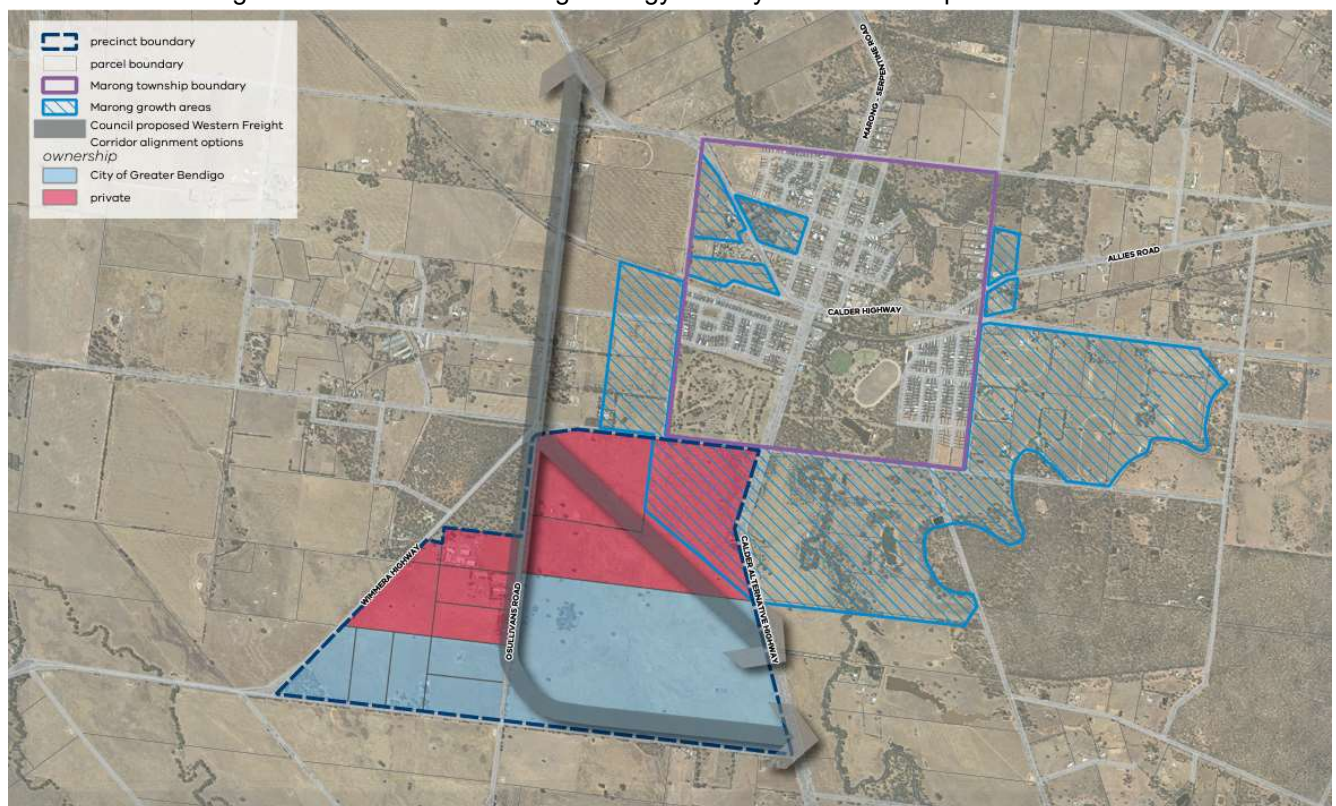 precinct boundary
parcel boundary
Marong township boundary
Marong growth areas
Council proposed Western Freight
Corridor alignment options
ownership
City of Greater Bendigo
private
MARONG - SERPENTINE ROAD
ALLIES ROAD
CALDER HIGHWAY
WIMMERA HIGHWAY
OSULLIVANS ROAD
CALDER ALTERNATIVE HIGHWAY